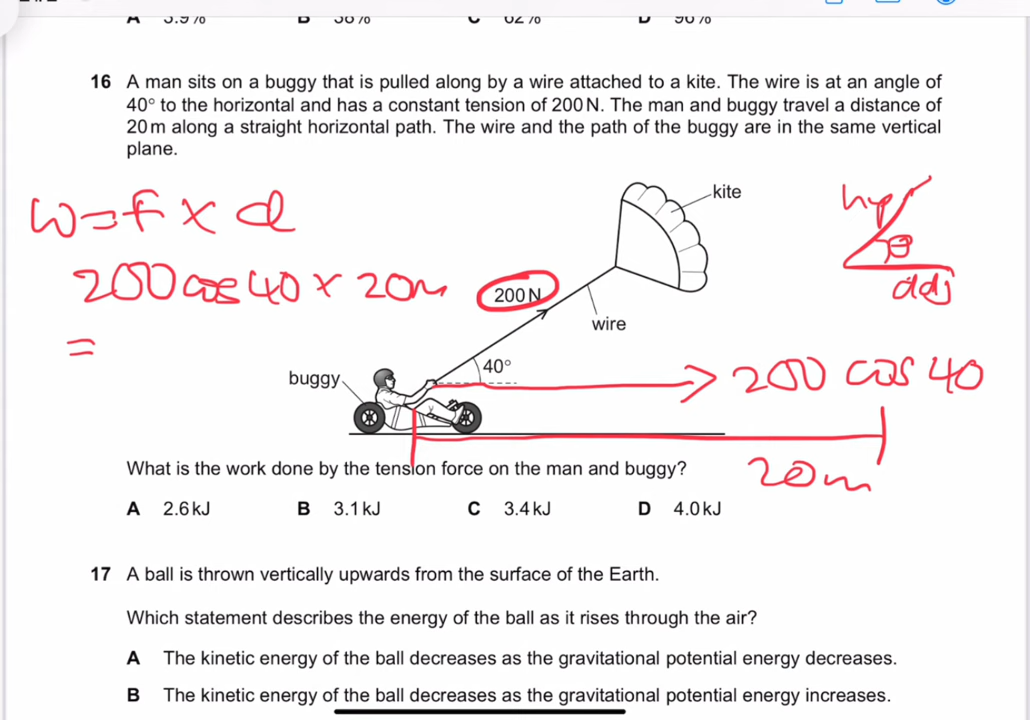 A 3.9% B 38% C 62% D 96%
16 A man sits on a buggy that is pulled along by a wire attached to a kite. The wire is at an angle of
40° to the horizontal and has a constant tension of 200 N. The man and buggy travel a distance of
20 m along a straight horizontal path. The wire and the path of the buggy are in the same vertical
plane.
kite
hyp
w=f x d
θ
adj
200 cos 40 x 20m
200 N
wire
=
40°
buggy
200 cos 40
What is the work done by the tension force on the man and buggy?
20m
A 2.6 kJ B 3.1 kJ C 3.4 kJ D 4.0 kJ
17 A ball is thrown vertically upwards from the surface of the Earth.
Which statement describes the energy of the ball as it rises through the air?
A The kinetic energy of the ball decreases as the gravitational potential energy decreases.
B The kinetic energy of the ball decreases as the gravitational potential energy increases.